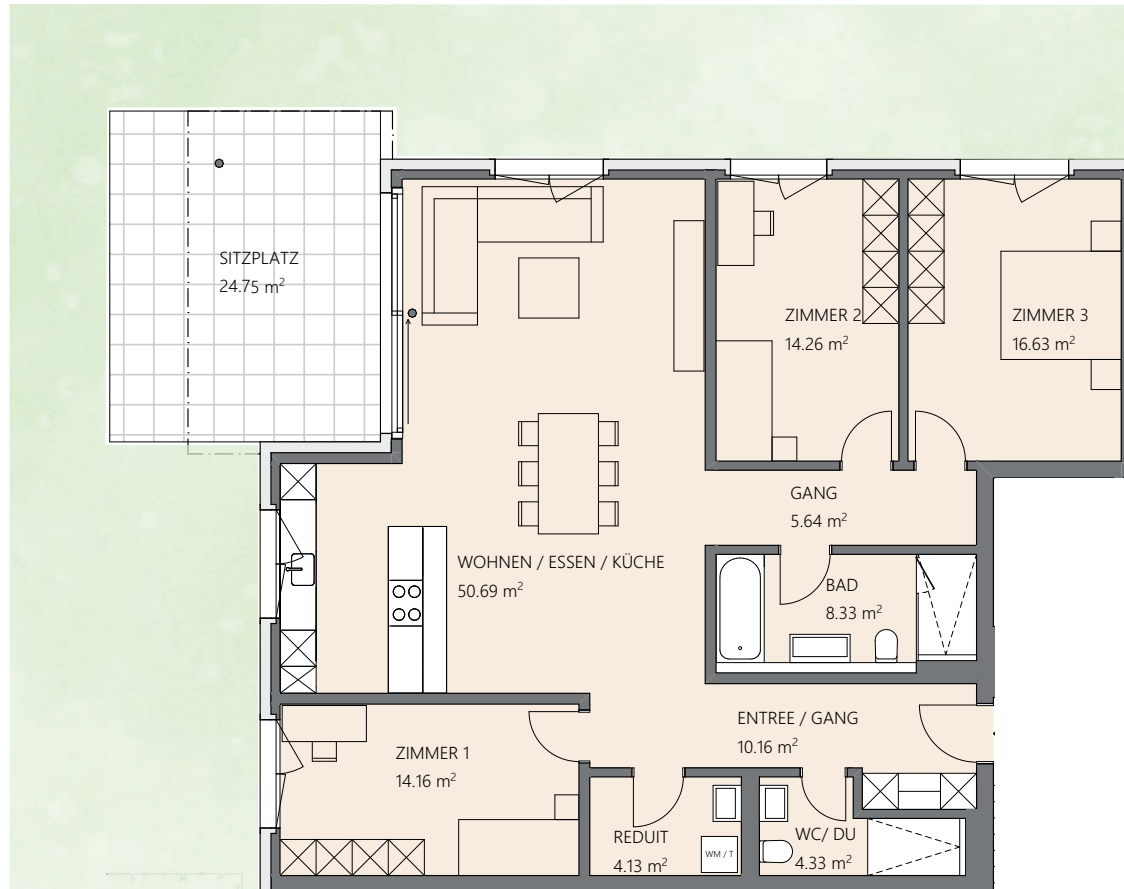 SITZPLATZ
24.75 m²
ZIMMER 2
14.26 m²
ZIMMER 3
16.63 m²
GANG
5.64 m²
WOHNEN / ESSEN / KÜCHE
50.69 m²
BAD
8.33 m²
ENTREE / GANG
10.16 m²
ZIMMER 1
14.16 m²
REDUIT
4.13 m²
WM / T
WC/ DU
4.33 m²